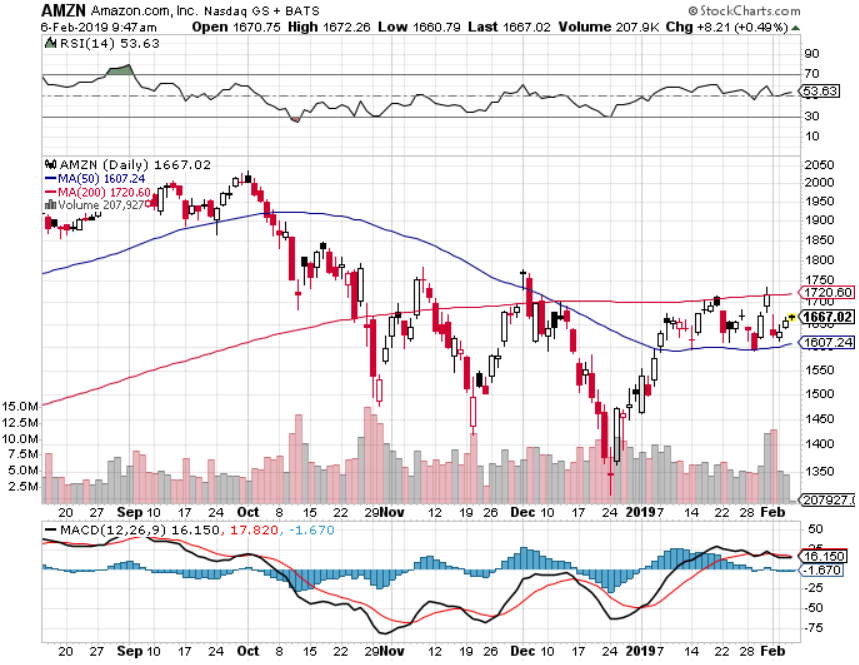 AMZN Amazon.com, Inc. Nasdaq GS + BATS © StockCharts.com
6-Feb-2019 9:47am Open 1670.75 High 1672.26 Low 1660.79 Last 1667.02 Volume 207.9K Chg +8.21 (+0.49%)
RSI(14) 53.63
90
70
53.63
30
10
AMZN (Daily) 1667.02
MA(50) 1607.24
MA(200) 1720.60
Volume 207,927
2050
2000
1950
1900
1850
1800
1750
1720.60
1700
1667.02
1607.24
1550
1500
1450
1400
1350
207927.0
15.0M
12.5M
10.0M
7.5M
5.0M
2.5M
20 27 Sep 10 17 24 Oct 8 15 22 29 Nov 12 19 26 Dec 10 17 24 2019 7 14 22 28 Feb
MACD(12,26,9) 16.150, 17.820, -1.670
50
16.150
-1.670
-25
-50
-75
20 27 Sep 10 17 24 Oct 8 15 22 29 Nov 12 19 26 Dec 10 17 24 2019 7 14 22 28 Feb